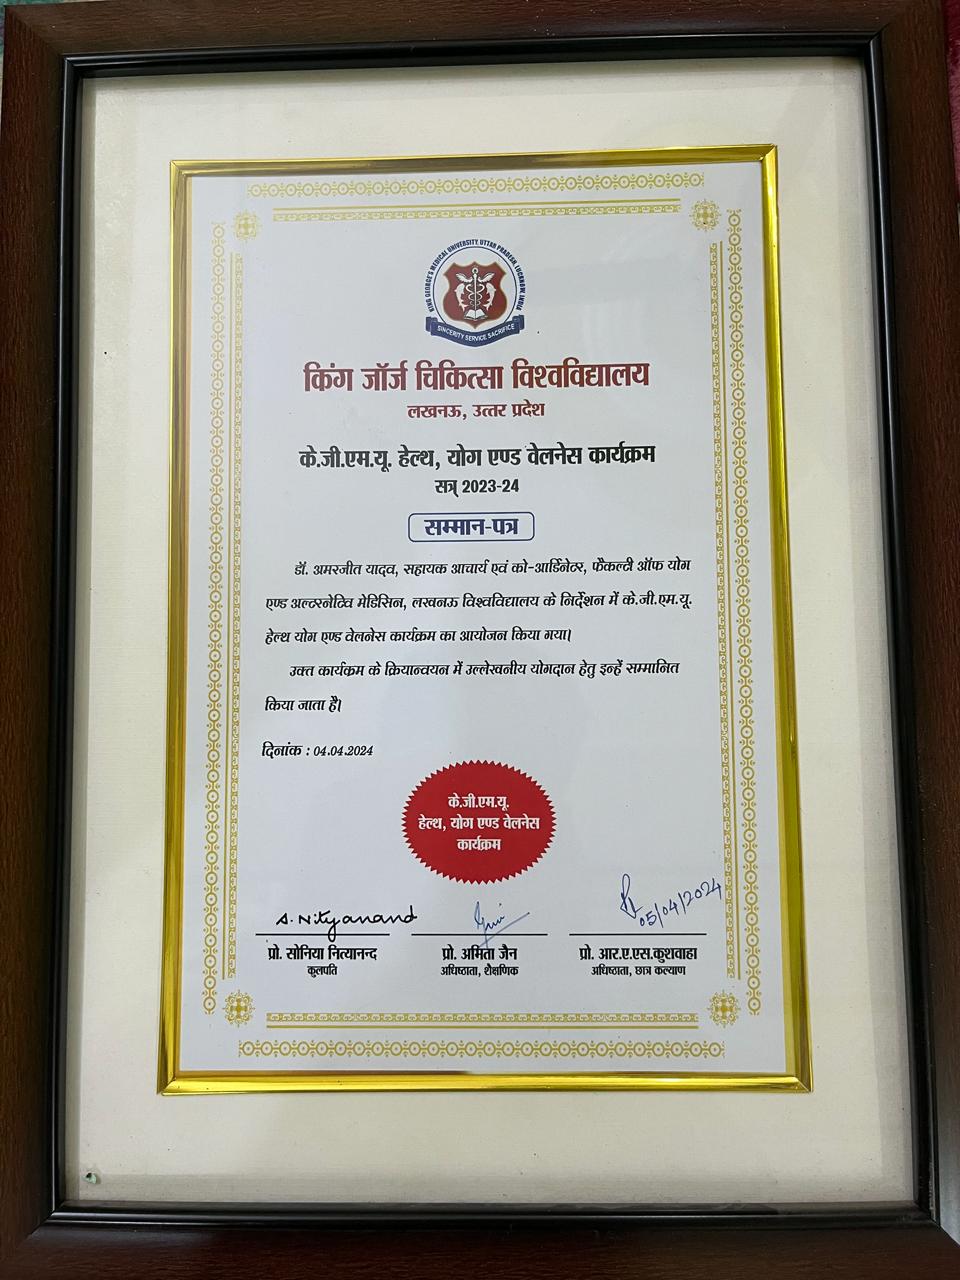 KING GEORGE'S MEDICAL UNIVERSITY, UTTAR PRADESH, LUCKNOW, INDIA
SINCERITY SERVICE SACRIFICE
किंग जॉर्ज चिकित्सा विश्वविद्यालय
लखनऊ, उत्तर प्रदेश
के.जी.एम.यू. हेल्थ, योग एण्ड वेलनेस कार्यक्रम
सत्र् 2023-24
सम्मान-पत्र
डॉ. अमरजीत यादव, सहायक आचार्य एवं को-आर्डिनेटर, फैकल्टी ऑफ योग
एण्ड अल्टरनेटिव मेडिसिन, लखनऊ विश्वविद्यालय के निर्देशन में के.जी.एम.यू.
हेल्थ योग एण्ड वेलनेस कार्यक्रम का आयोजन किया गया।
उक्त कार्यक्रम के क्रियान्वयन में उल्लेखनीय योगदान हेतु इन्हें सम्मानित
किया जाता है।
दिनांक : 04.04.2024
के.जी.एम.यू.
हेल्थ, योग एण्ड वेलनेस
कार्यक्रम
S. Nityanand
05/04/2024
प्रो. सोनिया नित्यानन्द प्रो. अमिता जैन प्रो. आर.ए.एस.कुशवाहा
कुलपति अधिष्ठाता, शैक्षणिक अधिष्ठाता, छात्र कल्याण